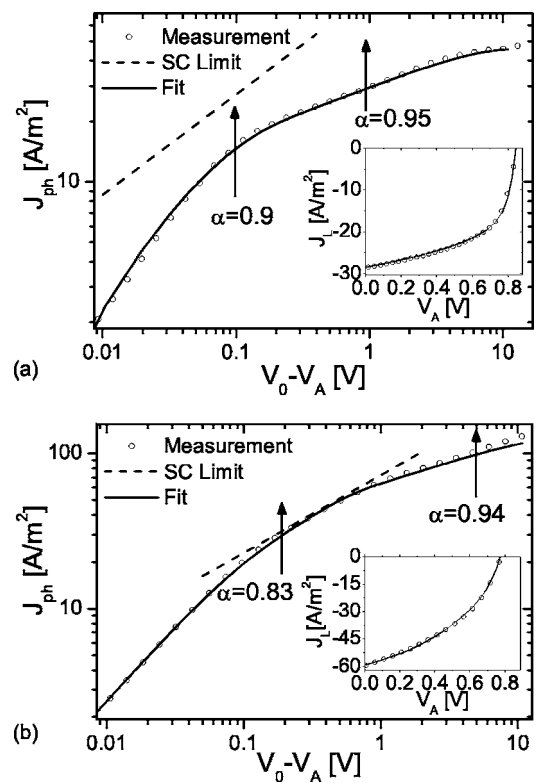 (a)
Measurement
SC Limit
Fit
J_ph [A/m²]
10
α=0.9
α=0.95
0.01 0.1 1 10
V₀-V_A [V]
J_L [A/m²]
0
-10
-20
-30
0.0 0.2 0.4 0.6 0.8
V_A [V]
(b)
Measurement
SC Limit
Fit
J_ph [A/m²]
100
10
α=0.83
α=0.94
0.01 0.1 1 10
V₀-V_A [V]
J_L[A/m²]
0
-15
-30
-45
-60
0.0 0.2 0.4 0.6 0.8
V_A [V]